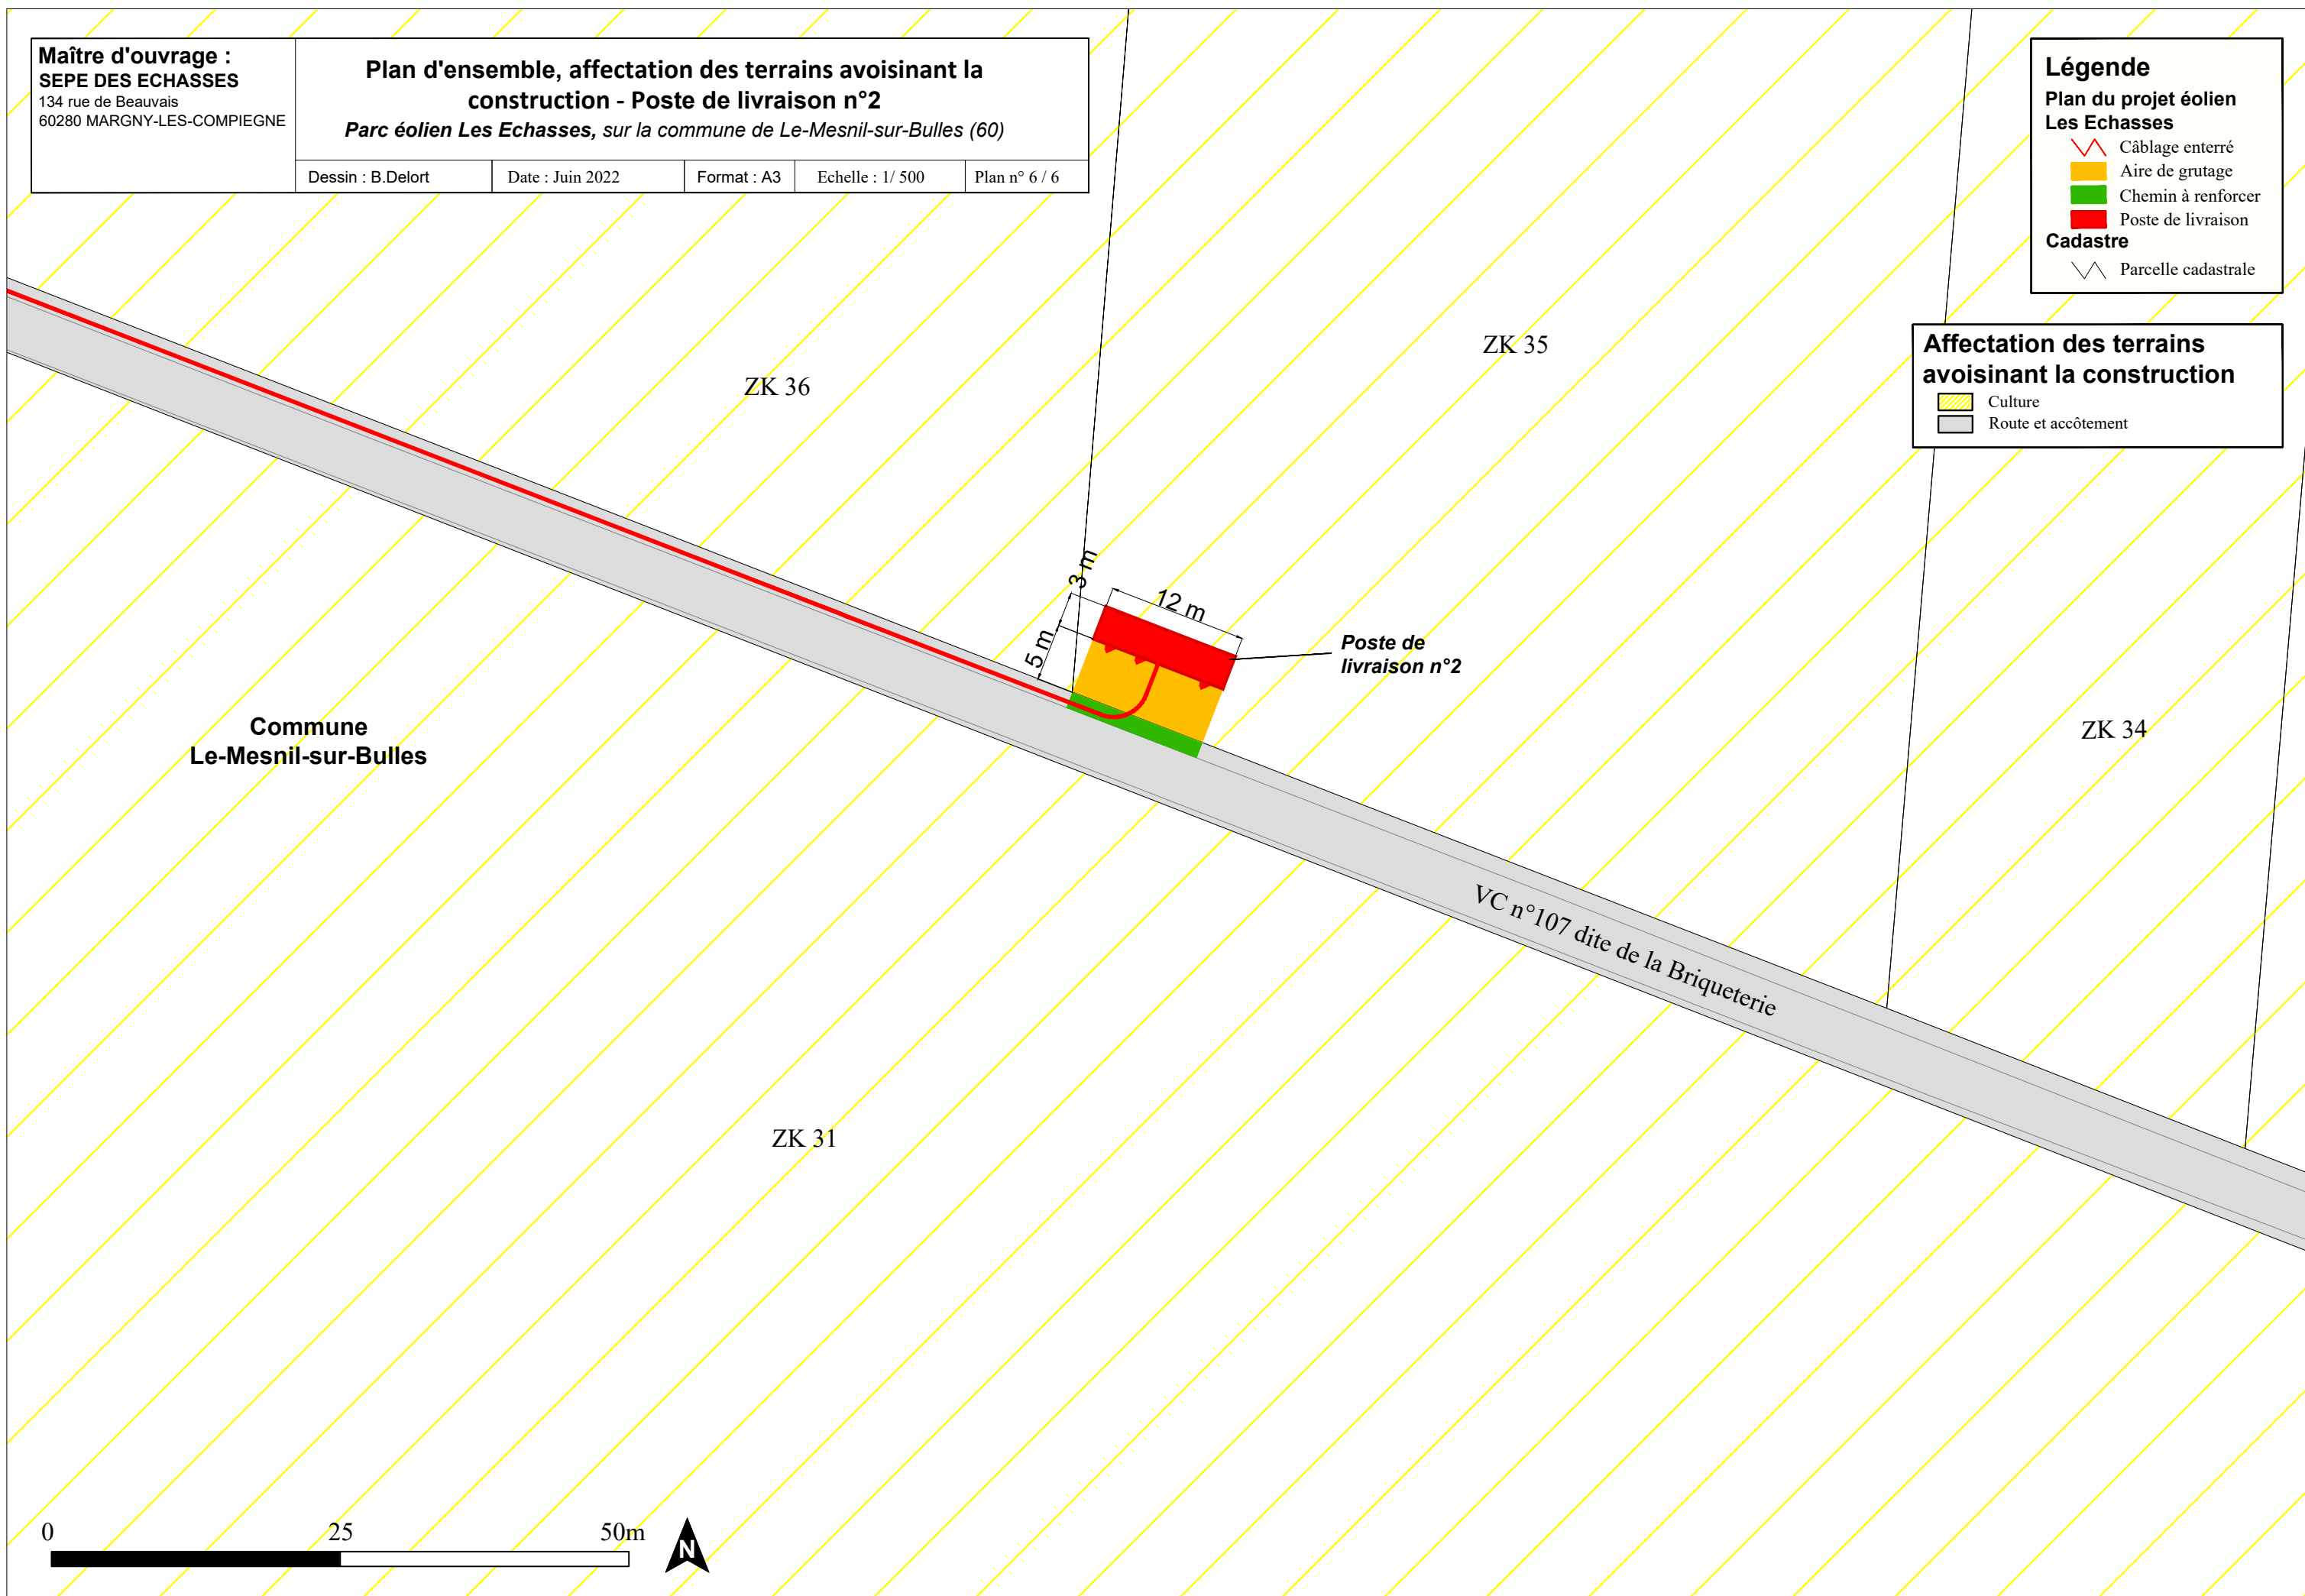 Maître d'ouvrage :
SEPE DES ECHASSES
134 rue de Beauvais
60280 MARGNY-LES-COMPIEGNE
Plan d'ensemble, affectation des terrains avoisinant la
construction - Poste de livraison n°2
Parc éolien Les Echasses, sur la commune de Le-Mesnil-sur-Bulles (60)
Dessin : B.Delort
Date : Juin 2022
Format : A3
Echelle : 1/ 500
Plan n° 6 / 6
Légende
Plan du projet éolien
Les Echasses
Câblage enterré
Aire de grutage
Chemin à renforcer
Poste de livraison
Cadastre
Parcelle cadastrale
Affectation des terrains
avoisinant la construction
Culture
Route et accôtement
ZK 35
ZK 36
3 m
12 m
5 m
Poste de
livraison n°2
Commune
Le-Mesnil-sur-Bulles
ZK 34
VC n°107 dite de la Briqueterie
ZK 31
0
25
50m
N